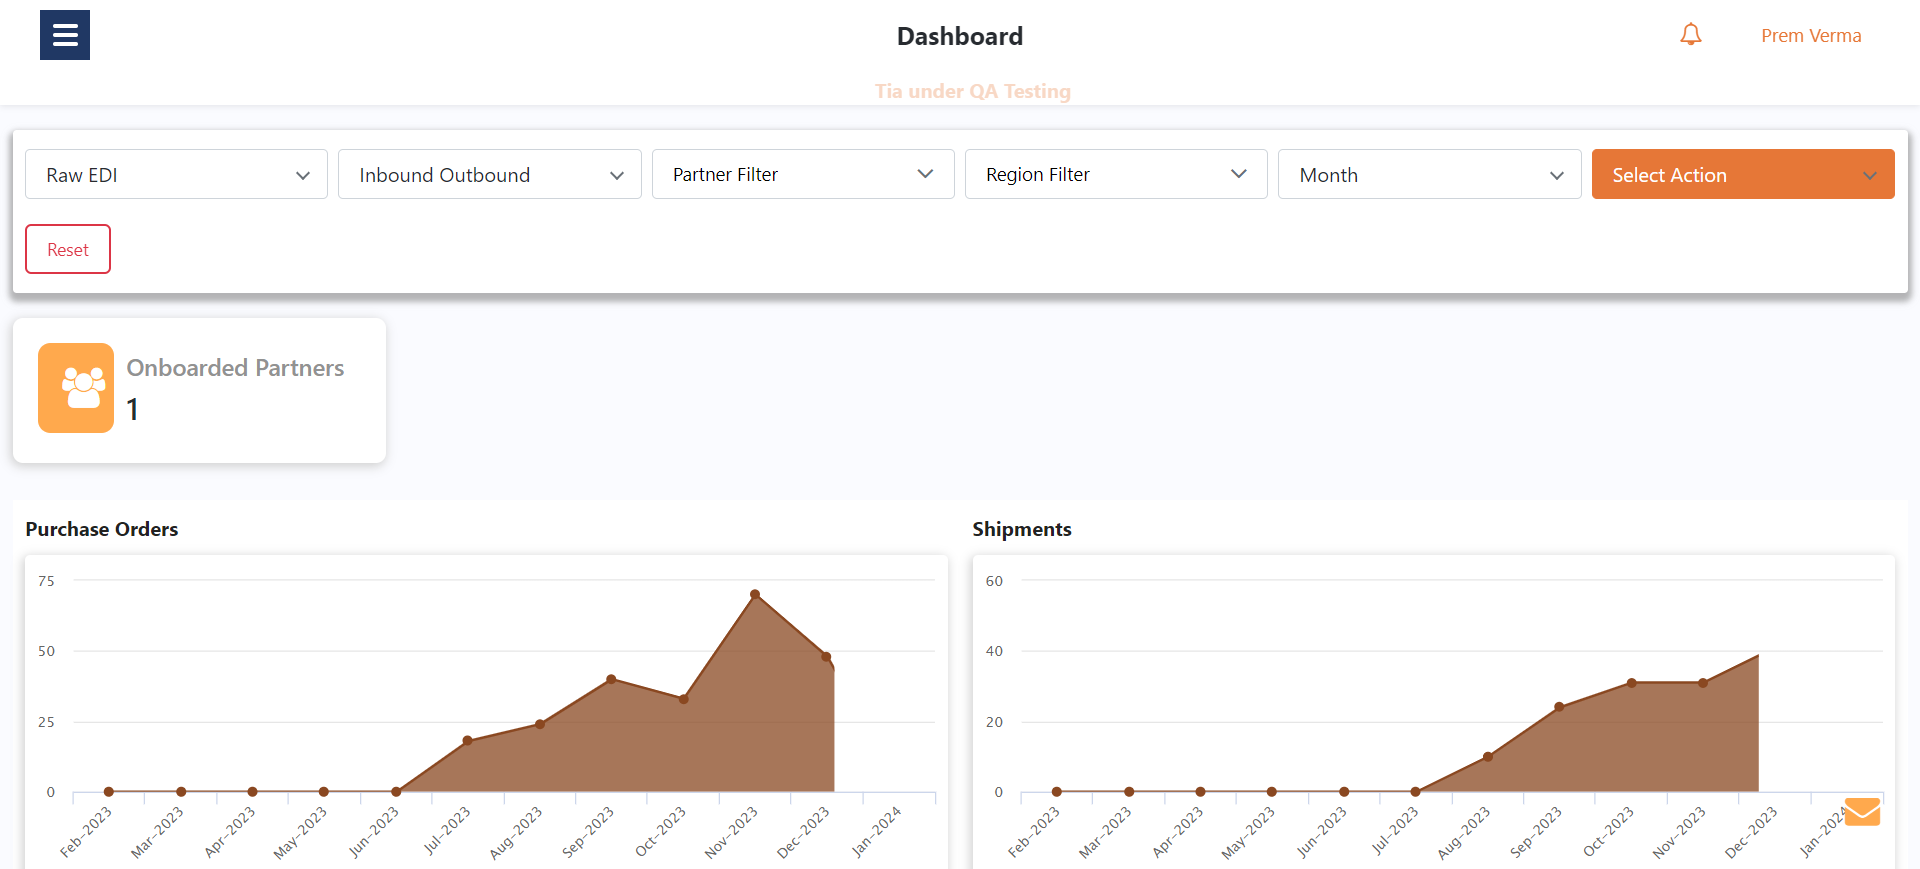 Dashboard
Prem Verma
Tia under QA Testing
Raw EDI
Inbound Outbound
Partner Filter
Region Filter
Month
Select Action
Reset
Onboarded Partners
1
Purchase Orders
75
50
25
0
Feb-2023
Mar-2023
Apr-2023
May-2023
Jun-2023
Jul-2023
Aug-2023
Sep-2023
Oct-2023
Nov-2023
Dec-2023
Jan-2024
Shipments
60
40
20
0
Feb-2023
Mar-2023
Apr-2023
May-2023
Jun-2023
Jul-2023
Aug-2023
Sep-2023
Oct-2023
Nov-2023
Dec-2023
Jan-2024